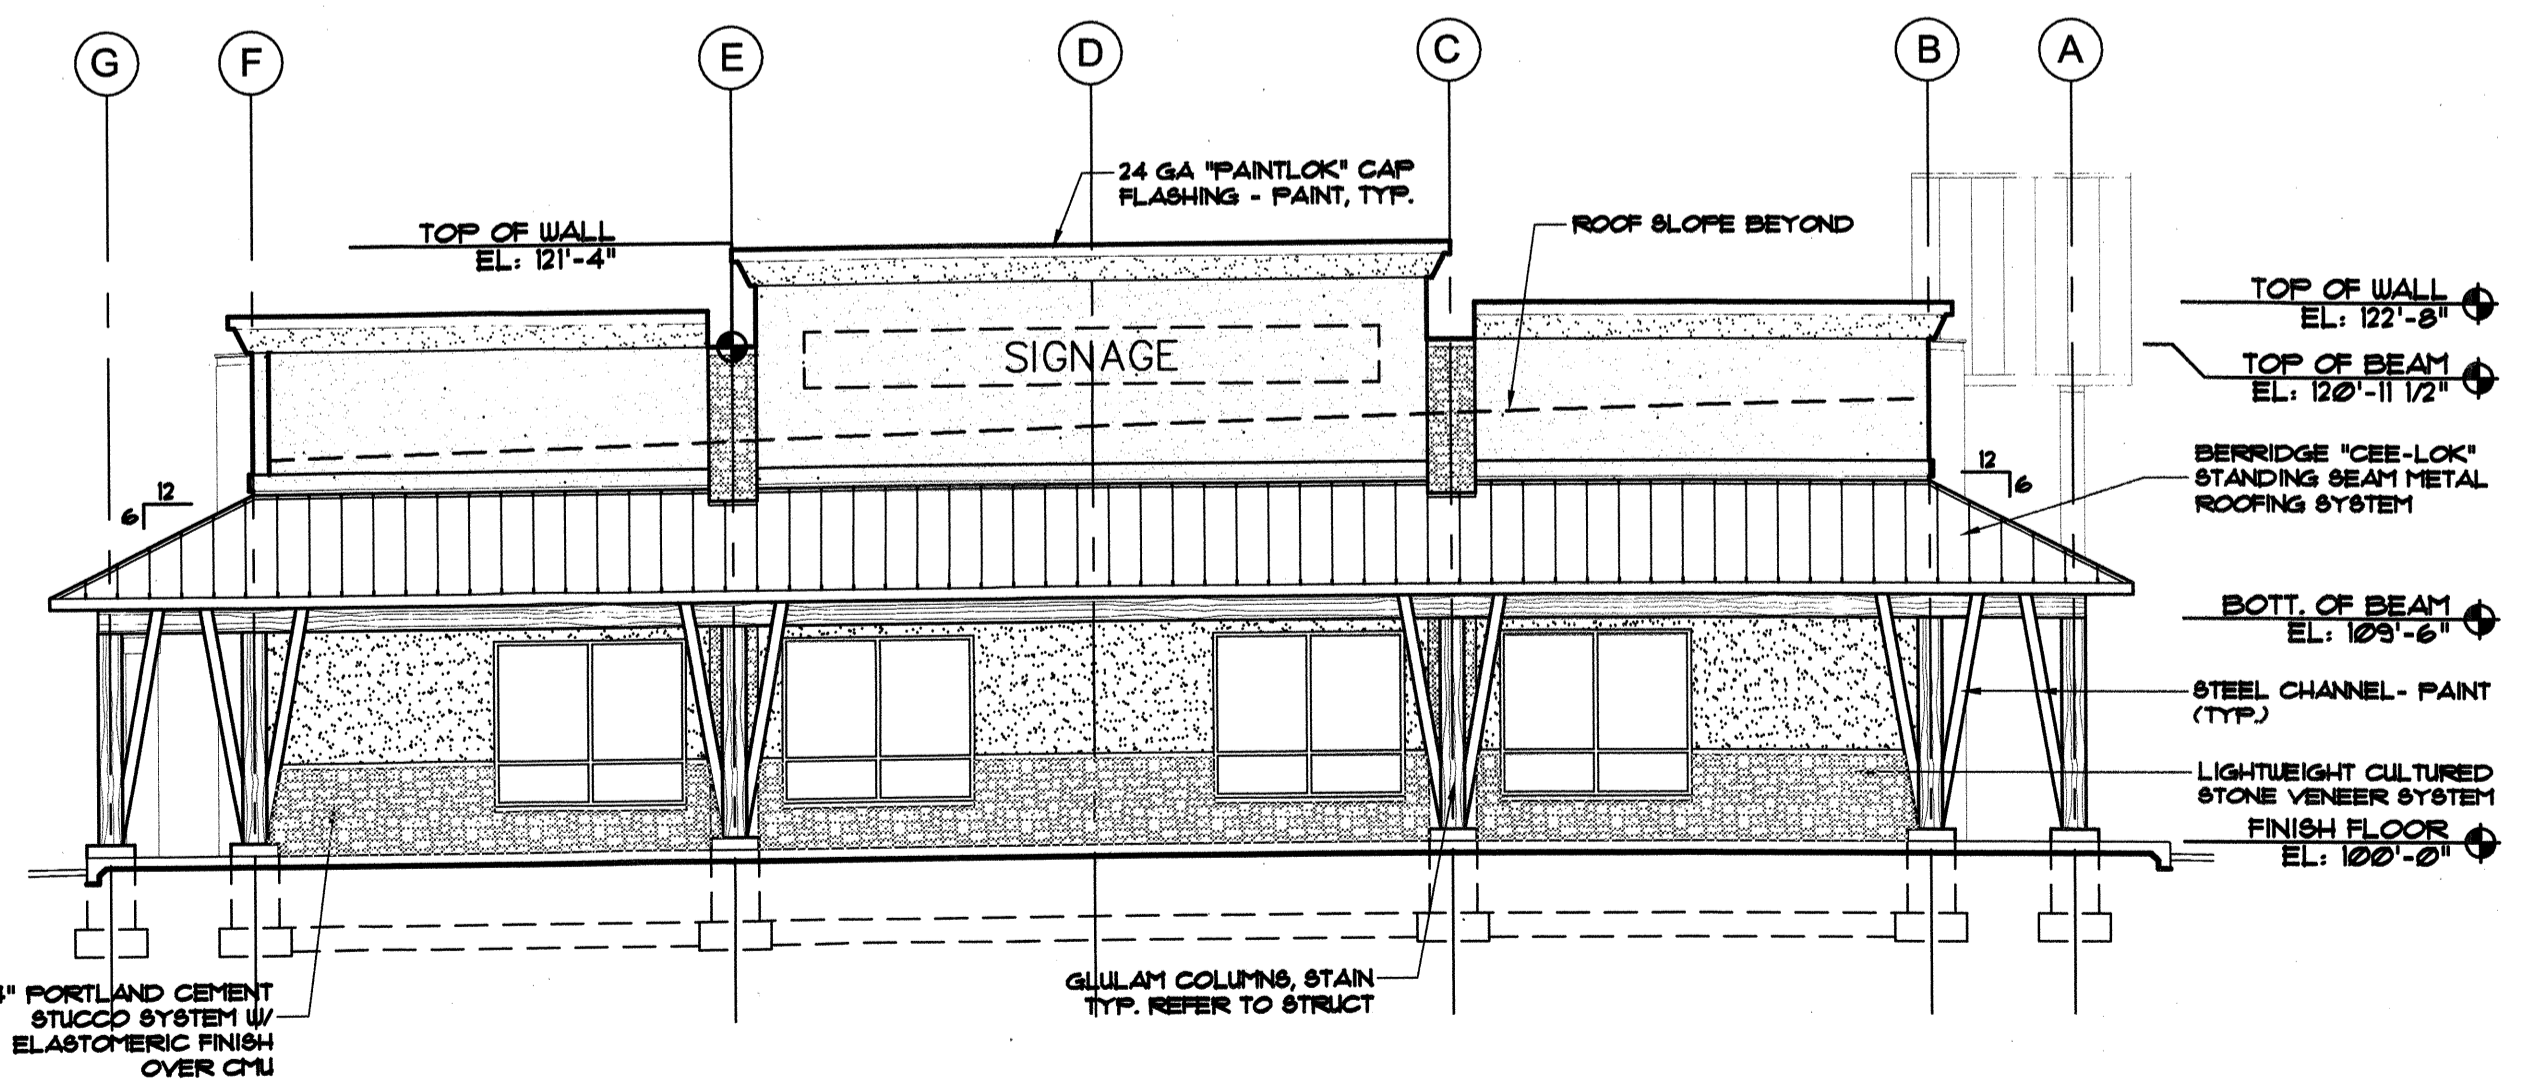 G F E D C B A
24 GA "PAINTLOK" CAP
FLASHING - PAINT, TYP.
TOP OF WALL
EL: 121'-4"
ROOF SLOPE BEYOND
TOP OF WALL
EL: 122'-8"
SIGNAGE
TOP OF BEAM
EL: 120'-11 1/2"
12
6
12
6
BERRIDGE "CEE-LOK"
STANDING SEAM METAL
ROOFING SYSTEM
BOTT. OF BEAM
EL: 109'-6"
STEEL CHANNEL- PAINT
(TYP.)
LIGHTWEIGHT CULTURED
STONE VENEER SYSTEM
FINISH FLOOR
EL: 100'-0"
GLULAM COLUMNS, STAIN
TYP. REFER TO STRUCT
" PORTLAND CEMENT
STUCCO SYSTEM W/
ELASTOMERIC FINISH
OVER CMU